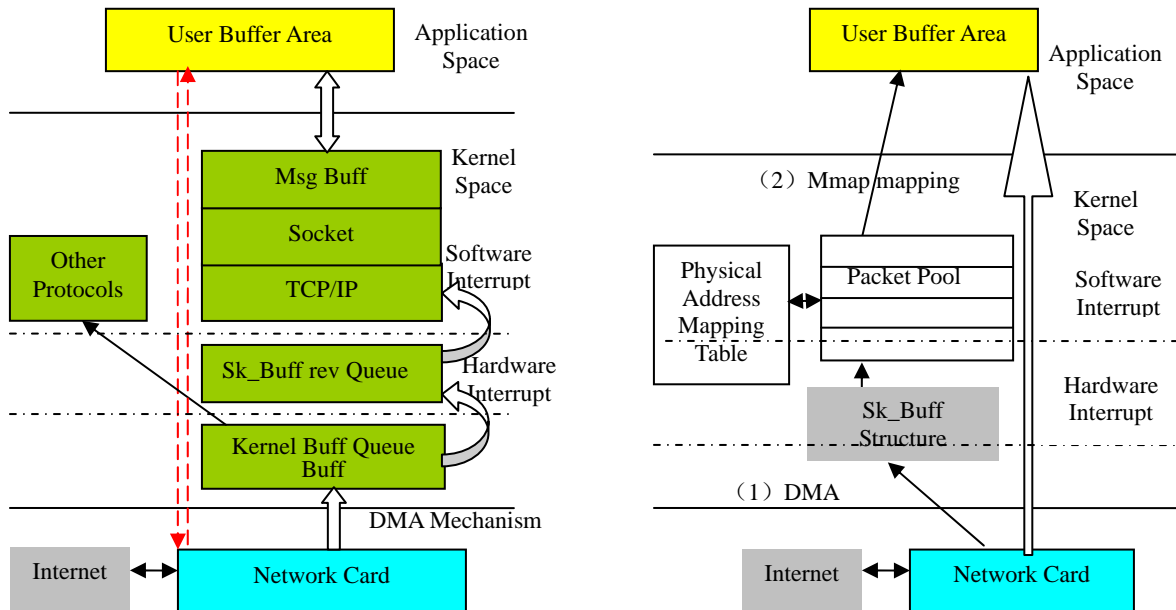 User Buffer Area
Application
Space
Msg Buff
Kernel
Space
Socket
Software
Interrupt
TCP/IP
Other
Protocols
Sk_Buff rev Queue
Hardware
Interrupt
Kernel Buff Queue
Buff
DMA Mechanism
Internet
Network Card
User Buffer Area
Application
Space
（2）Mmap mapping
Kernel
Space
Physical
Address
Mapping
Table
Packet Pool
Software
Interrupt
Hardware
Interrupt
Sk_Buff
Structure
（1）DMA
Internet
Network Card